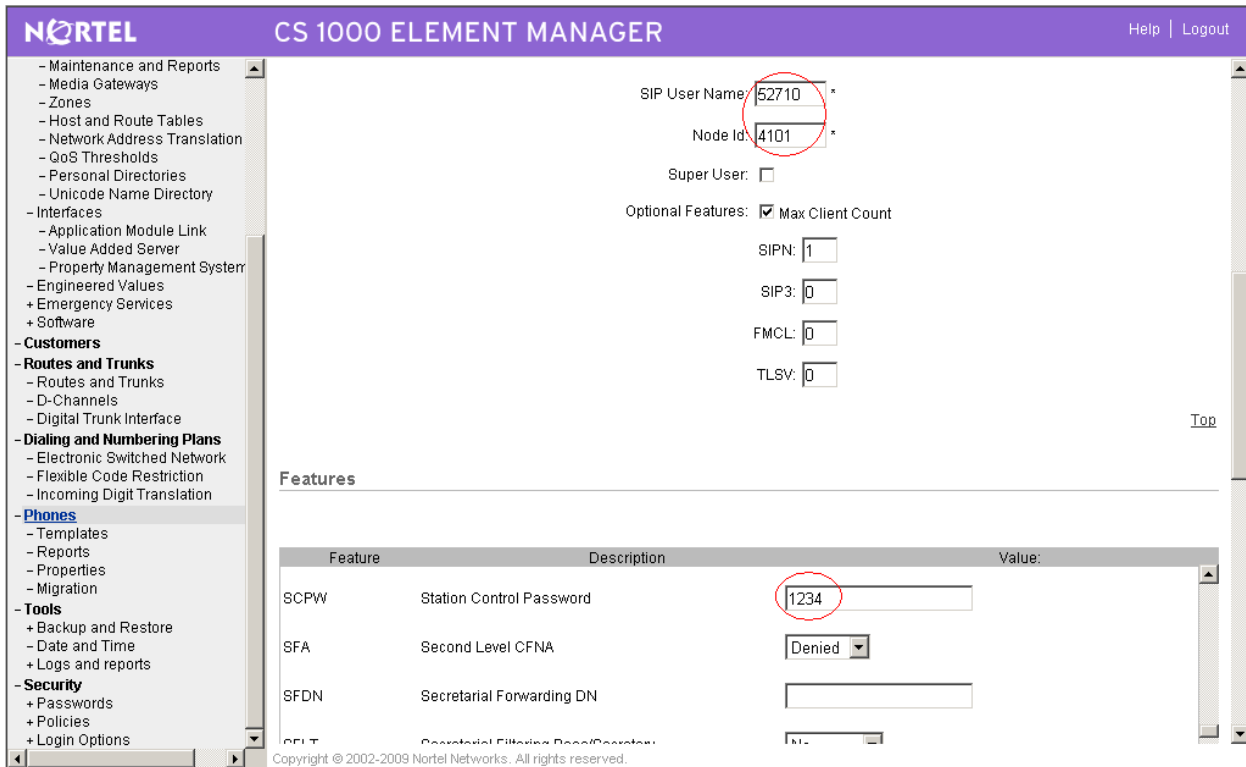 NØRTEL CS 1000 ELEMENT MANAGER Help | Logout
– Maintenance and Reports
– Media Gateways
– Zones
– Host and Route Tables
– Network Address Translation
– QoS Thresholds
– Personal Directories
– Unicode Name Directory
– Interfaces
– Application Module Link
– Value Added Server
– Property Management System
– Engineered Values
+ Emergency Services
+ Software
– Customers
– Routes and Trunks
– Routes and Trunks
– D-Channels
– Digital Trunk Interface
– Dialing and Numbering Plans
– Electronic Switched Network
– Flexible Code Restriction
– Incoming Digit Translation
– Phones
– Templates
– Reports
– Properties
– Migration
– Tools
+ Backup and Restore
– Date and Time
+ Logs and reports
– Security
+ Passwords
+ Policies
+ Login Options
SIP User Name: 52710 *
Node Id: 4101 *
Super User:
Optional Features: Max Client Count
SIPN: 1
SIP3: 0
FMCL: 0
TLSV: 0
Top
Features
Feature Description Value:
SCPW Station Control Password 1234
SFA Second Level CFNA Denied
SFDN Secretarial Forwarding DN
Copyright © 2002-2009 Nortel Networks. All rights reserved.